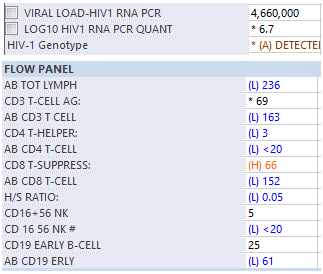 VIRAL LOAD-HIV1 RNA PCR 4,660,000
LOG10 HIV1 RNA PCR QUANT * 6.7
HIV-1 Genotype * (A) DETECTED
FLOW PANEL
AB TOT LYMPH (L) 236
CD3 T-CELL AG: * 69
AB CD3 T CELL (L) 163
CD4 T-HELPER: (L) 3
AB CD4 T-CELL (L) <20
CD8 T-SUPPRESS: (H) 66
AB CD8 T-CELL (L) 152
H/S RATIO: (L) 0.05
CD16+56 NK 5
CD 16 56 NK # (L) <20
CD19 EARLY B-CELL 25
AB CD19 ERLY (L) 61